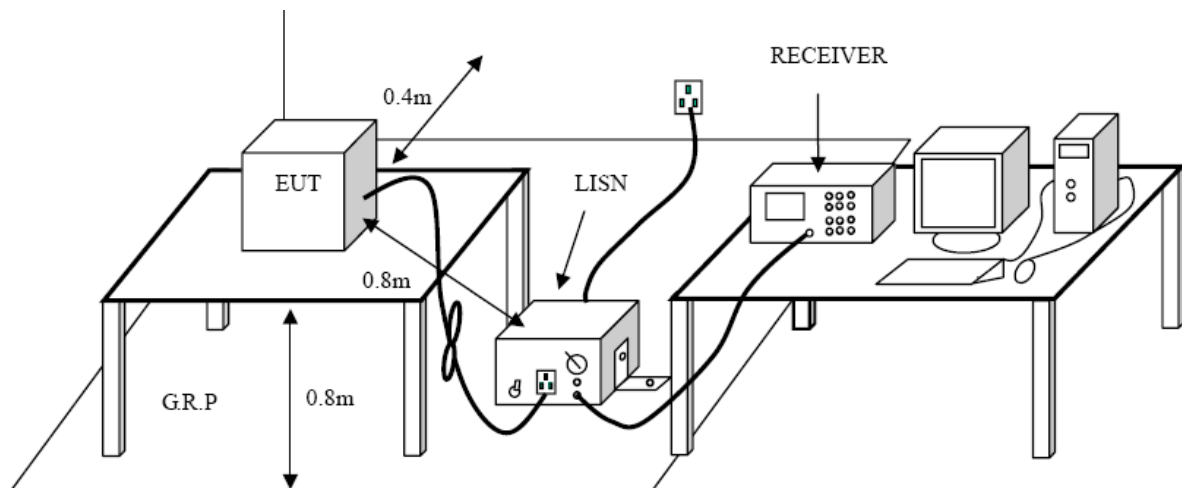 RECEIVER
0.4m
EUT
LISN
0.8m
G.R.P
0.8m